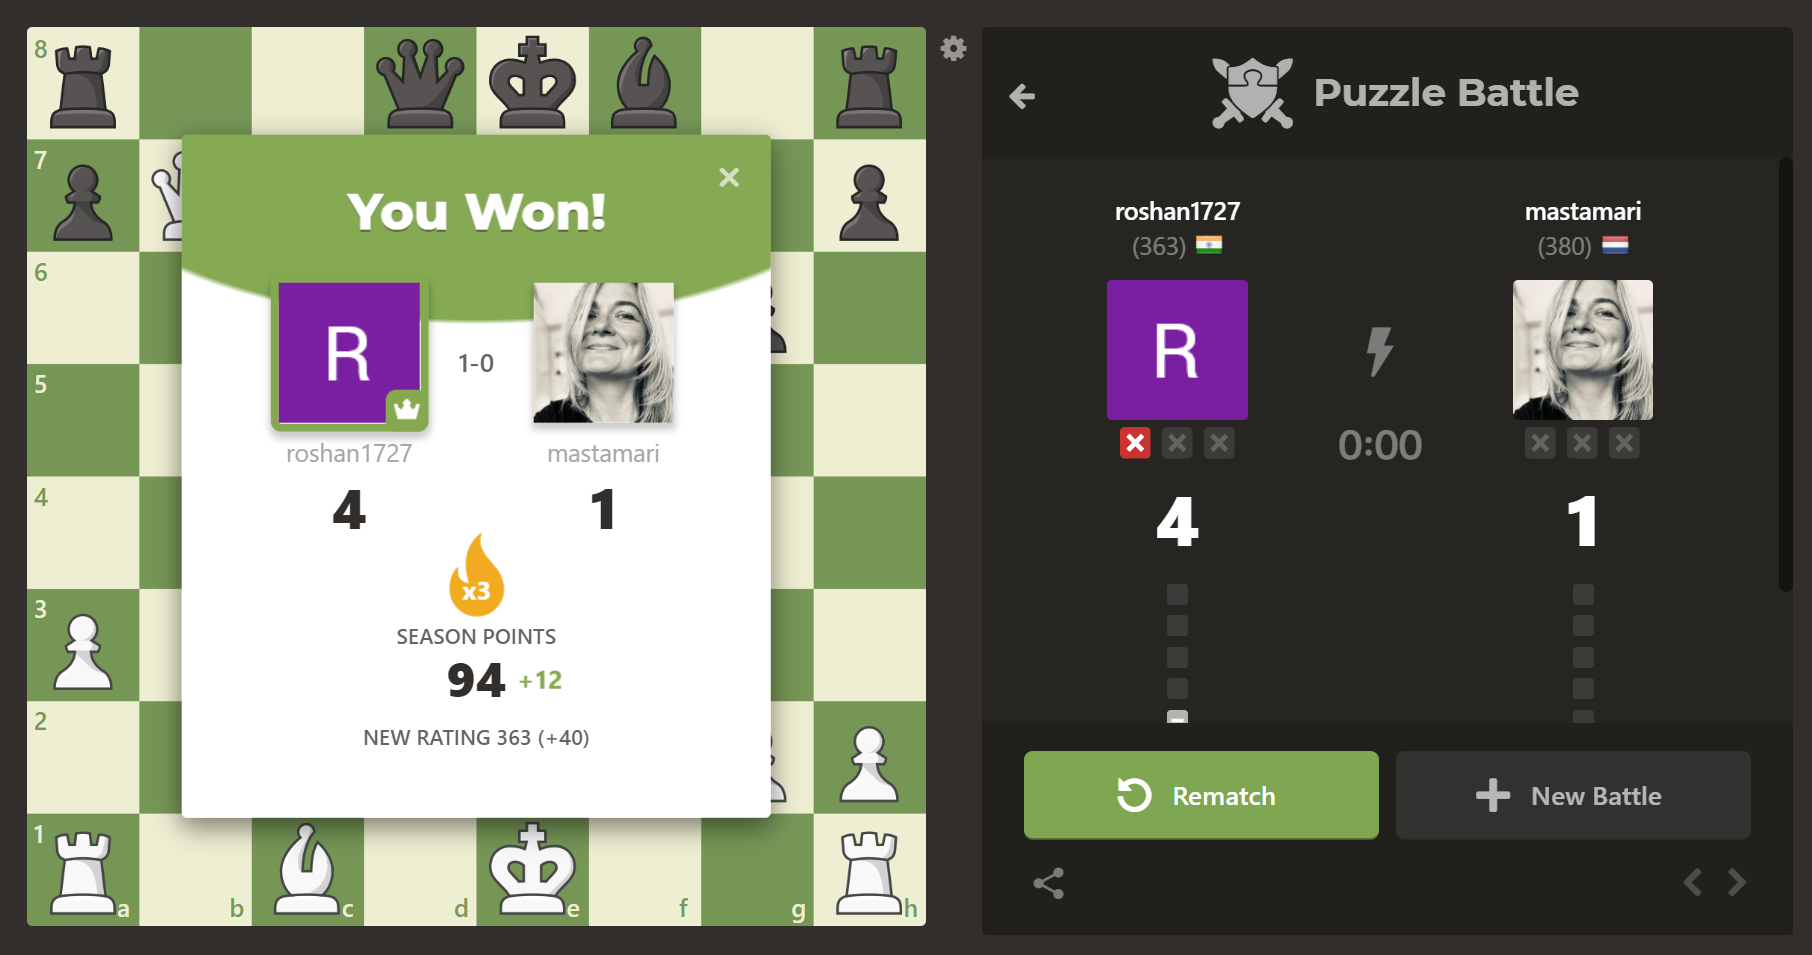 8
7
6
5
4
3
2
1
a
b
c
d
e
f
g
h
You Won!
R
1-0
roshan1727
mastamari
4
1
x3
SEASON POINTS
94 +12
NEW RATING 363 (+40)
Puzzle Battle
roshan1727
mastamari
(363)
(380)
R
0:00
4
1
Rematch
New Battle